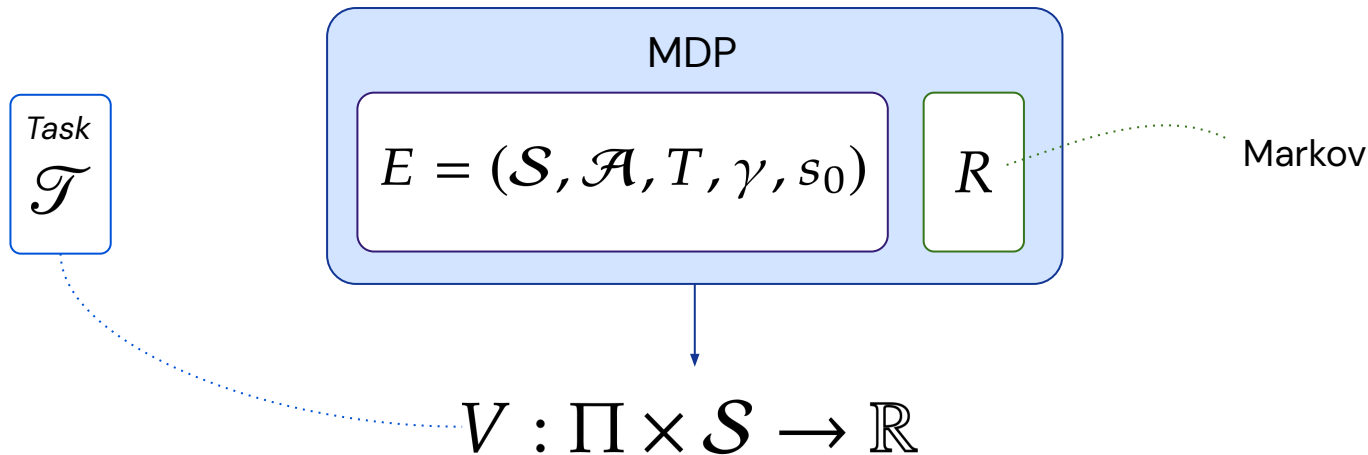 MDP
Task
𝒯
E = (𝒮, 𝒜, T, γ, s₀)
R
Markov
V : Π × 𝒮 → ℝ